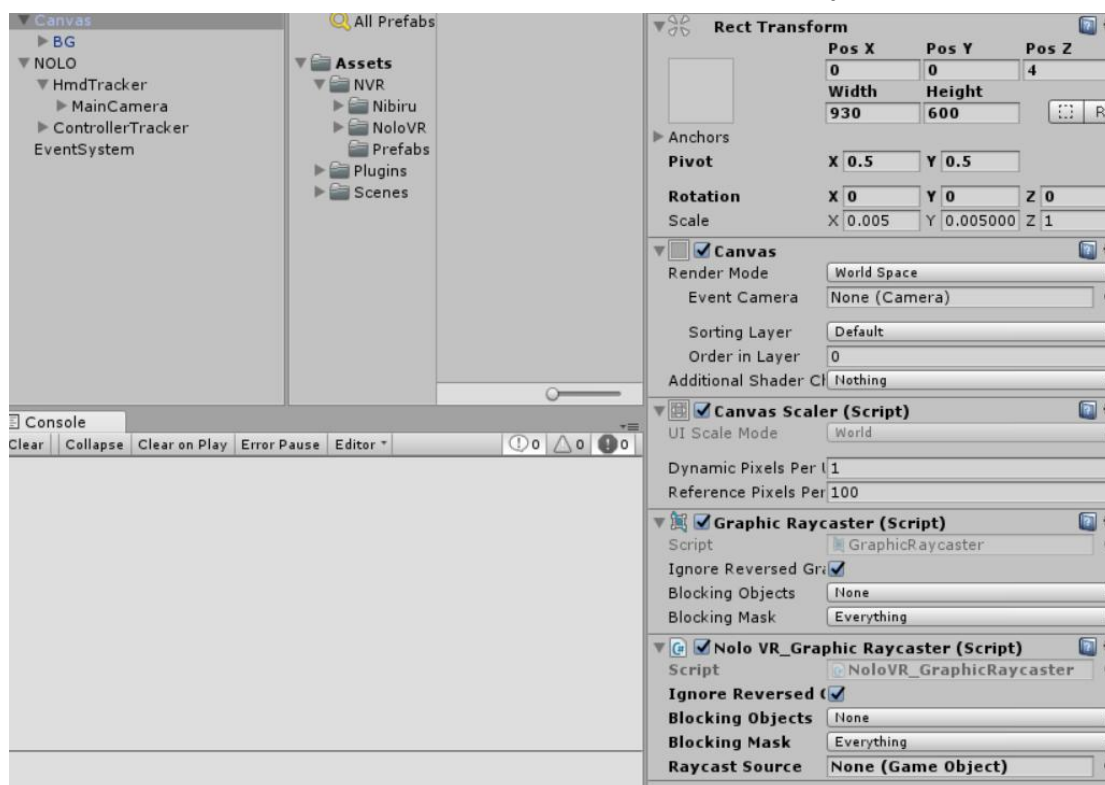 Canvas
BG
NOLO
HmdTracker
MainCamera
ControllerTracker
EventSystem
All Prefabs
Assets
NVR
Nibiru
NoloVR
Prefabs
Plugins
Scenes
Console
Clear Collapse Clear on Play Error Pause Editor 0 0 0
Rect Transform
Pos X Pos Y Pos Z
0 0 4
Width Height
930 600 R
Anchors
Pivot X 0.5 Y 0.5
Rotation X 0 Y 0 Z 0
Scale X 0.005 Y 0.005000 Z 1
Canvas
Render Mode World Space
Event Camera None (Camera)
Sorting Layer Default
Order in Layer 0
Additional Shader Ch Nothing
Canvas Scaler (Script)
UI Scale Mode World
Dynamic Pixels Per U 1
Reference Pixels Per 100
Graphic Raycaster (Script)
Script GraphicRaycaster
Ignore Reversed Gra
Blocking Objects None
Blocking Mask Everything
Nolo VR_Graphic Raycaster (Script)
Script NoloVR_GraphicRaycaster
Ignore Reversed G
Blocking Objects None
Blocking Mask Everything
Raycast Source None (Game Object)